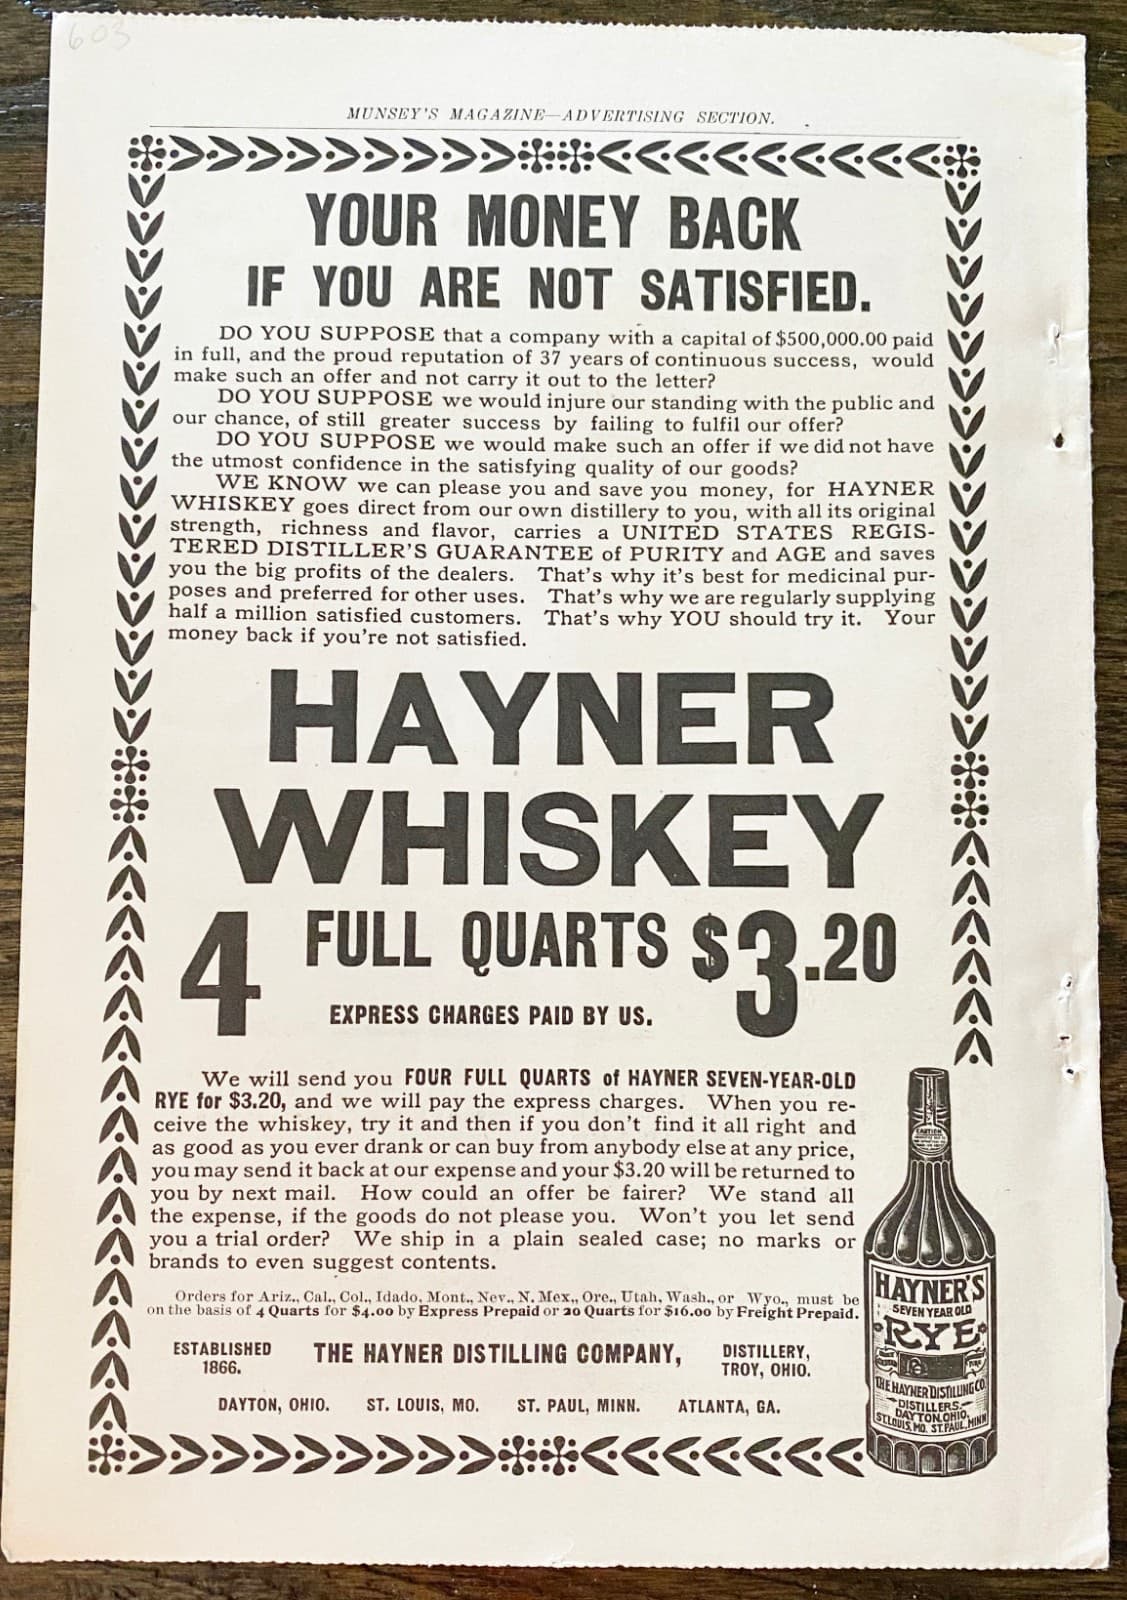 603
MUNSEY'S MAGAZINE—ADVERTISING SECTION.
YOUR MONEY BACK
IF YOU ARE NOT SATISFIED.
DO YOU SUPPOSE that a company with a capital of $500,000.00 paid
in full, and the proud reputation of 37 years of continuous success, would
make such an offer and not carry it out to the letter?
DO YOU SUPPOSE we would injure our standing with the public and
our chance, of still greater success by failing to fulfil our offer?
DO YOU SUPPOSE we would make such an offer if we did not have
the utmost confidence in the satisfying quality of our goods?
WE KNOW we can please you and save you money, for HAYNER
WHISKEY goes direct from our own distillery to you, with all its original
strength, richness and flavor, carries a UNITED STATES REGIS-
TERED DISTILLER'S GUARANTEE of PURITY and AGE and saves
you the big profits of the dealers. That's why it's best for medicinal pur-
poses and preferred for other uses. That's why we are regularly supplying
half a million satisfied customers. That's why YOU should try it. Your
money back if you're not satisfied.
HAYNER
WHISKEY
4 FULL QUARTS $3.20
EXPRESS CHARGES PAID BY US.
We will send you FOUR FULL QUARTS of HAYNER SEVEN-YEAR-OLD
RYE for $3.20, and we will pay the express charges. When you re-
ceive the whiskey, try it and then if you don't find it all right and
as good as you ever drank or can buy from anybody else at any price,
you may send it back at our expense and your $3.20 will be returned to
you by next mail. How could an offer be fairer? We stand all
the expense, if the goods do not please you. Won't you let send
you a trial order? We ship in a plain sealed case; no marks or
brands to even suggest contents.
Orders for Ariz., Cal., Col., Idado, Mont., Nev., N. Mex., Ore., Utah, Wash., or Wyo., must be
on the basis of 4 Quarts for $4.00 by Express Prepaid or 20 Quarts for $16.00 by Freight Prepaid.
ESTABLISHED
1866.
THE HAYNER DISTILLING COMPANY,
DISTILLERY,
TROY, OHIO.
DAYTON, OHIO. ST. LOUIS, MO. ST. PAUL, MINN. ATLANTA, GA.
CAUTION
HAYNER'S
SEVEN YEAR OLD
RYE
THE HAYNER DISTILLING CO.
DISTILLERS.
DAYTON, OHIO.
ST. LOUIS, MO. ST. PAUL, MINN